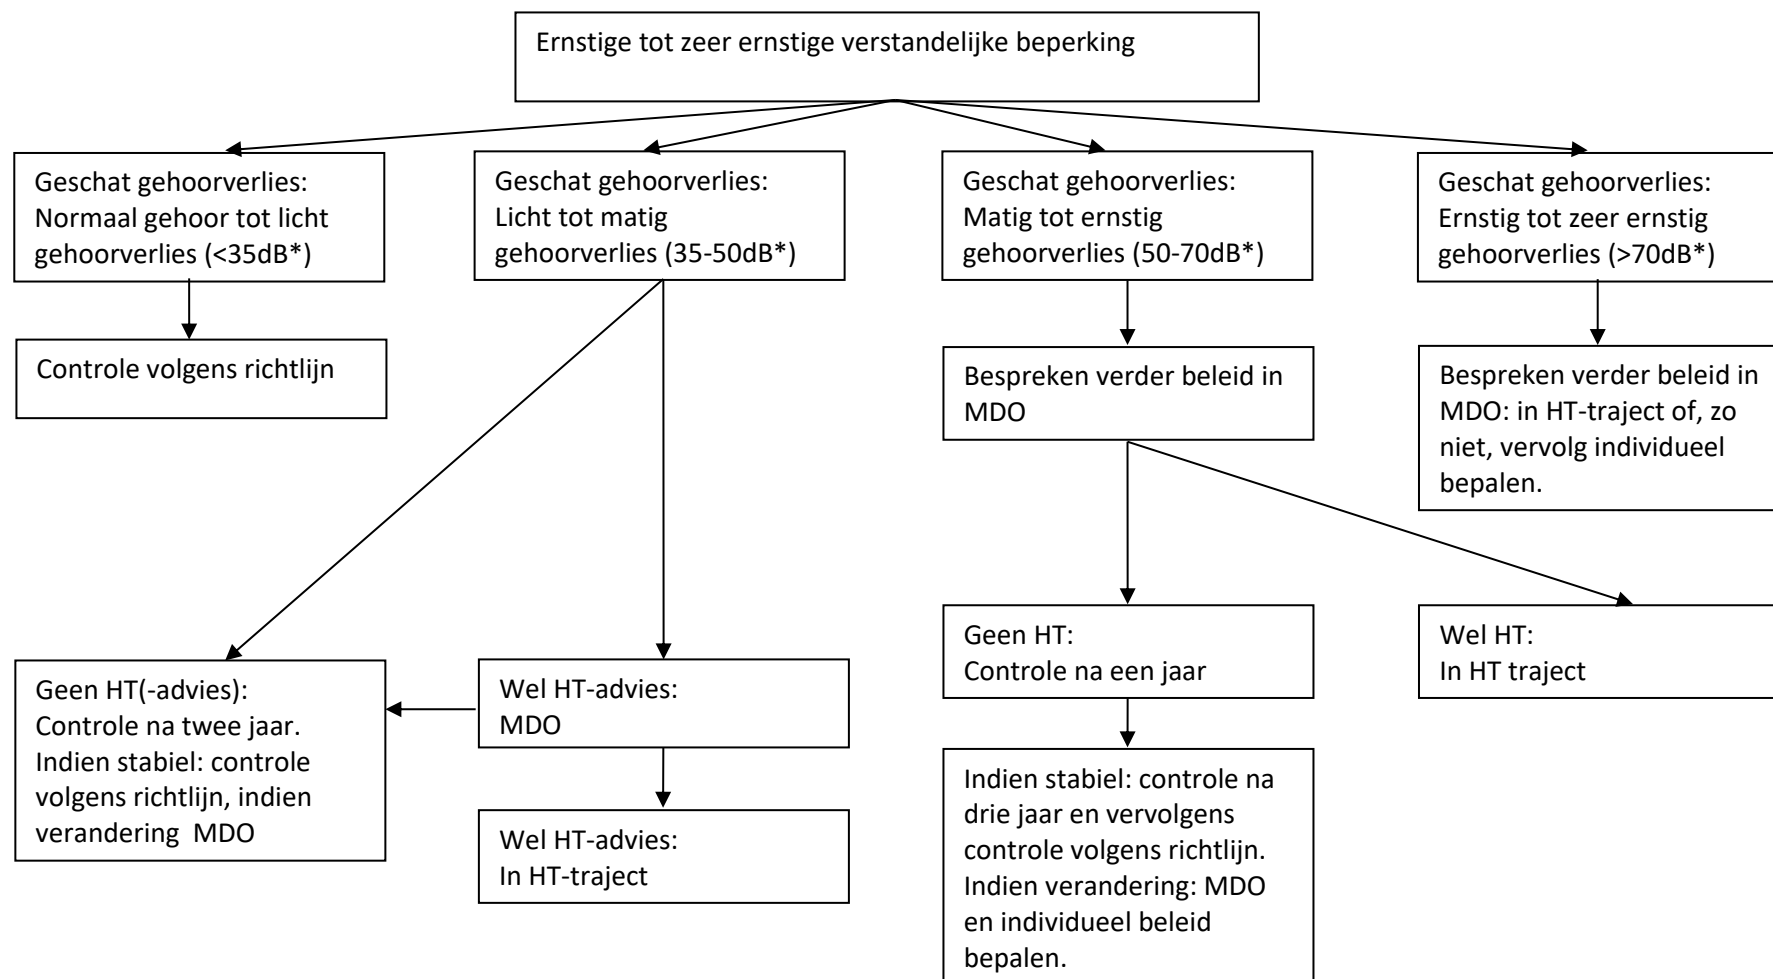 Ernstige tot zeer ernstige verstandelijke beperking
Geschat gehoorverlies:
Normaal gehoor tot licht
gehoorverlies (<35dB*)
Geschat gehoorverlies:
Licht tot matig
gehoorverlies (35-50dB*)
Geschat gehoorverlies:
Matig tot ernstig
gehoorverlies (50-70dB*)
Geschat gehoorverlies:
Ernstig tot zeer ernstig
gehoorverlies (>70dB*)
Controle volgens richtlijn
Bespreken verder beleid in
MDO
Bespreken verder beleid in
MDO: in HT-traject of, zo
niet, vervolg individueel
bepalen.
Geen HT(-advies):
Controle na twee jaar.
Indien stabiel: controle
volgens richtlijn, indien
verandering  MDO
Wel HT-advies:
MDO
Wel HT-advies:
In HT-traject
Geen HT:
Controle na een jaar
Wel HT:
In HT traject
Indien stabiel: controle na
drie jaar en vervolgens
controle volgens richtlijn.
Indien verandering: MDO
en individueel beleid
bepalen.